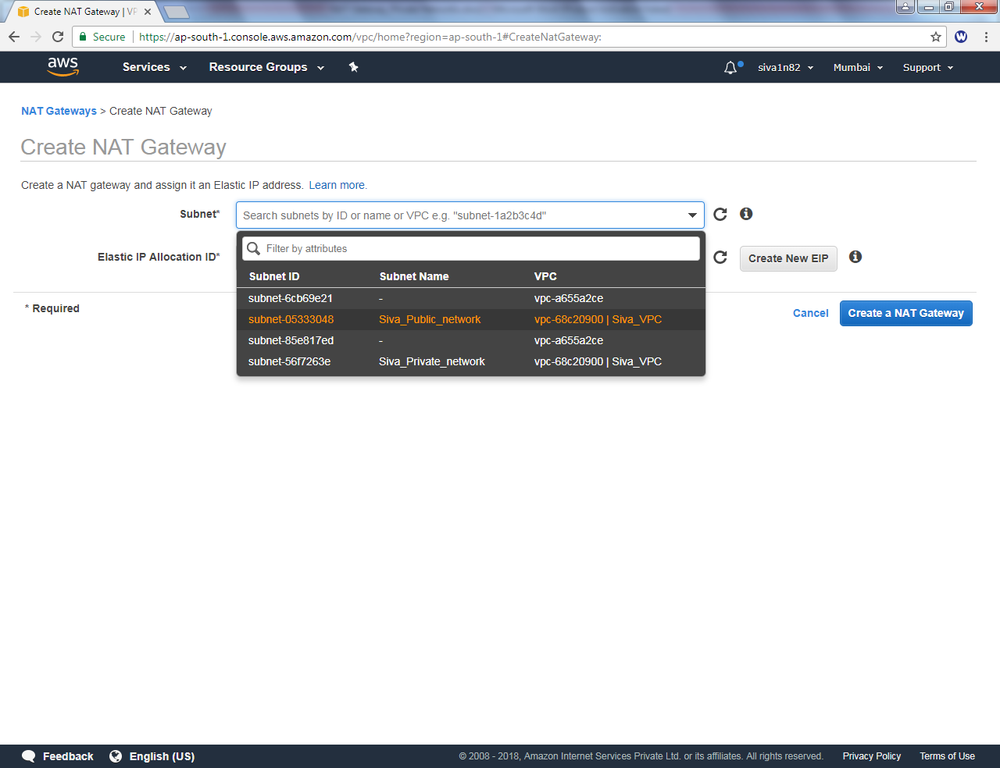 Create NAT Gateway | VP
Secure
https://ap-south-1.console.aws.amazon.com/vpc/home?region=ap-south-1#CreateNatGateway:
W
aws
Services
Resource Groups
siva1n82
Mumbai
Support
NAT Gateways > Create NAT Gateway
Create NAT Gateway
Create a NAT gateway and assign it an Elastic IP address. Learn more.
Subnet*
Search subnets by ID or name or VPC e.g. "subnet-1a2b3c4d"
Filter by attributes
Elastic IP Allocation ID*
Create New EIP
Subnet ID Subnet Name VPC
subnet-6cb69e21 - vpc-a655a2ce
subnet-05333048 Siva_Public_network vpc-68c20900 | Siva_VPC
subnet-85e817ed - vpc-a655a2ce
subnet-56f7263e Siva_Private_network vpc-68c20900 | Siva_VPC
* Required
Cancel
Create a NAT Gateway
Feedback
English (US)
© 2008 - 2018, Amazon Internet Services Private Ltd. or its affiliates. All rights reserved.
Privacy Policy
Terms of Use